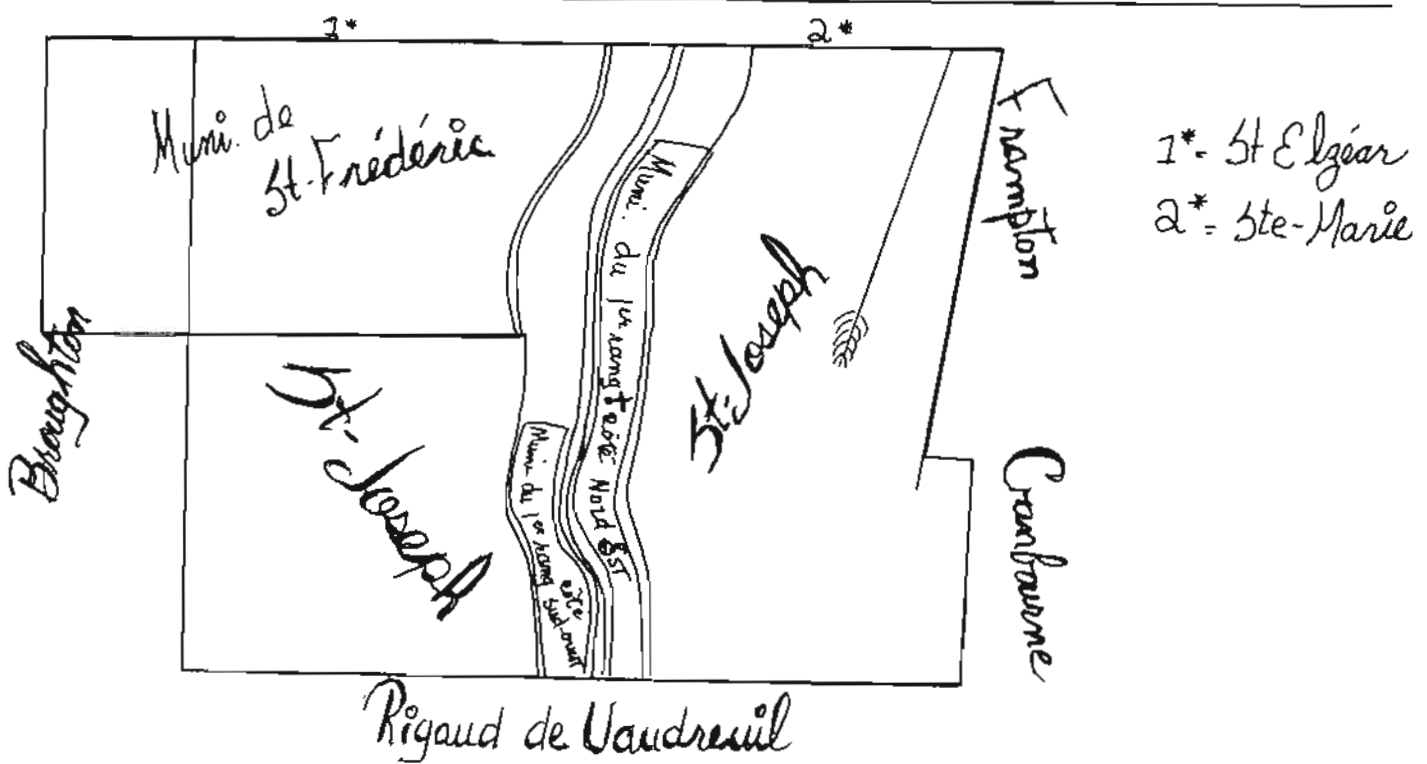 1*
2*
Muni. de
St-Frédéric
Frampton
1* = St Elzéar
2* = Ste-Marie
Broughton
St-Joseph
St-Joseph
Muni. du 1er rang côté Nord Est
Muni. du 1er rang
côté
Sud-ouest
Cranbourne
Rigaud de Vaudreuil